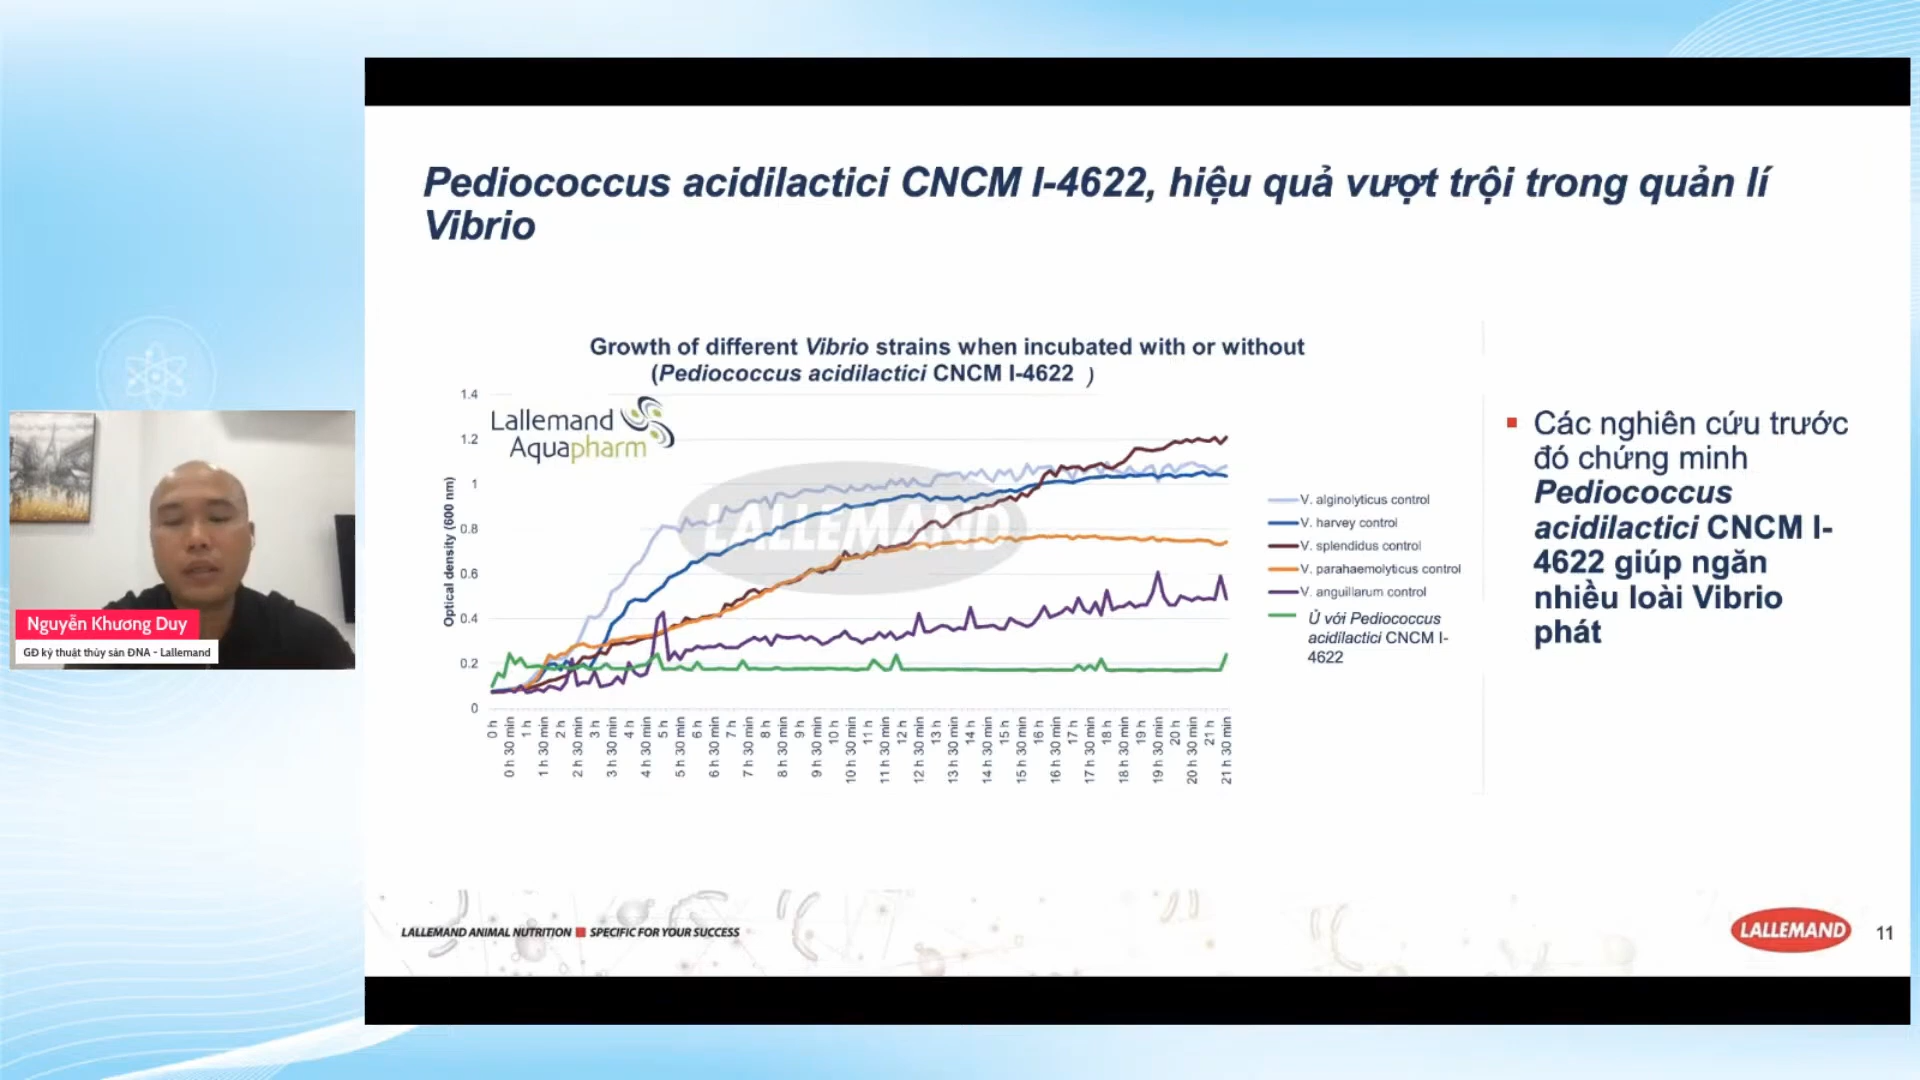 Pediococcus acidilactici CNCM I-4622, hiệu quả vượt trội trong quản lí
Vibrio
Growth of different Vibrio strains when incubated with or without
(Pediococcus acidilactici CNCM I-4622 )
Lallemand
Aquapharm
LALLEMAND
Optical density (600 nm)
1.4
1.2
1
0.8
0.6
0.4
0.2
0
0 h
0 h 30 min
1 h
1 h 30 min
2 h
2 h 30 min
3 h
3 h 30 min
4 h
4 h 30 min
5 h
5 h 30 min
6 h
6 h 30 min
7 h
7 h 30 min
8 h
8 h 30 min
9 h
9 h 30 min
10 h
10 h 30 min
11 h
11 h 30 min
12 h
12 h 30 min
13 h
13 h 30 min
14 h
14 h 30 min
15 h
15 h 30 min
16 h
16 h 30 min
17 h
17 h 30 min
18 h
18 h 30 min
19 h
19 h 30 min
20 h
20 h 30 min
21 h
21 h 30 min
V. alginolyticus control
V. harvey control
V. splendidus control
V. parahaemolyticus control
V. anguillarum control
Ủ với Pediococcus
acidilactici CNCM I-
4622
Các nghiên cứu trước
đó chứng minh
Pediococcus
acidilactici CNCM I-
4622 giúp ngăn
nhiều loài Vibrio
phát
Nguyễn Khương Duy
GĐ kỹ thuật thủy sản ĐNA - Lallemand
LALLEMAND ANIMAL NUTRITION SPECIFIC FOR YOUR SUCCESS
LALLEMAND
11